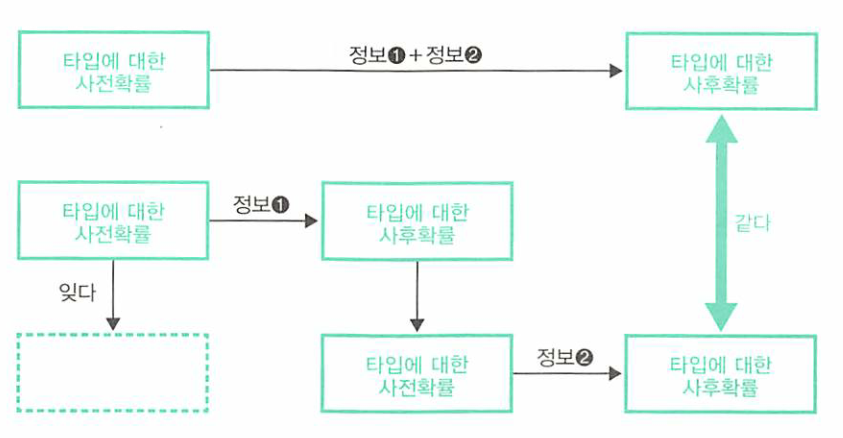 정보❶+정보❷
타입에 대한
사전확률
타입에 대한
사후확률
정보❶
타입에 대한
사전확률
타입에 대한
사후확률
같다
잊다
정보❷
타입에 대한
사전확률
타입에 대한
사후확률